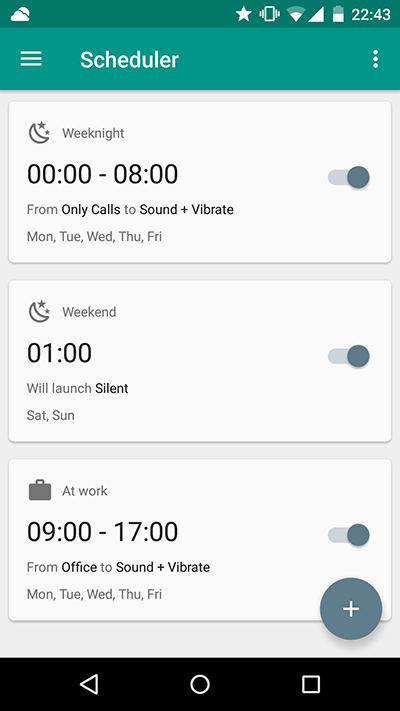 22:43
Scheduler
Weeknight
00:00 - 08:00
From Only Calls to Sound + Vibrate
Mon, Tue, Wed, Thu, Fri
Weekend
01:00
Will launch Silent
Sat, Sun
At work
09:00 - 17:00
From Office to Sound + Vibrate
Mon, Tue, Wed, Thu, Fri